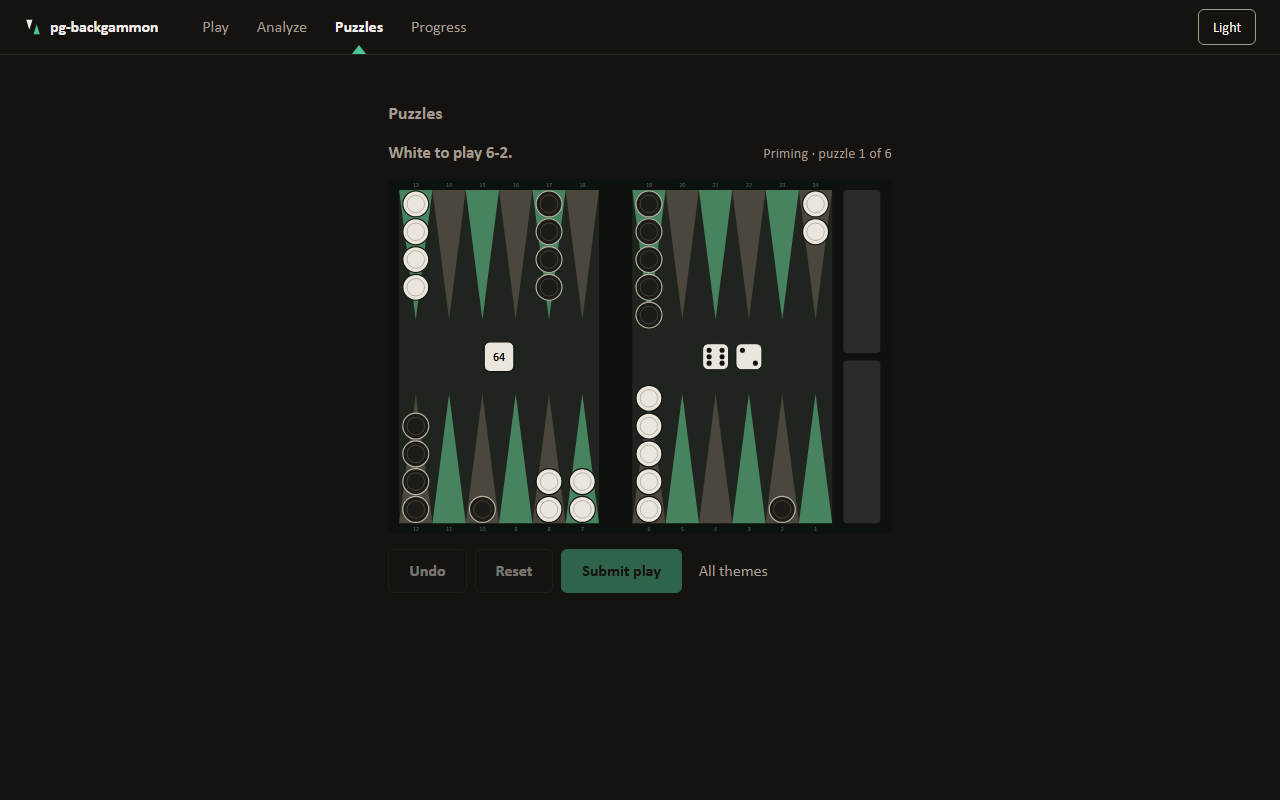 pg-backgammon Play Analyze Puzzles Progress Light
Puzzles
White to play 6-2. Priming · puzzle 1 of 6
13 14 15 16 17 18 19 20 21 22 23 24
64
12 11 10 9 8 7 6 5 4 3 2 1
Undo Reset Submit play All themes